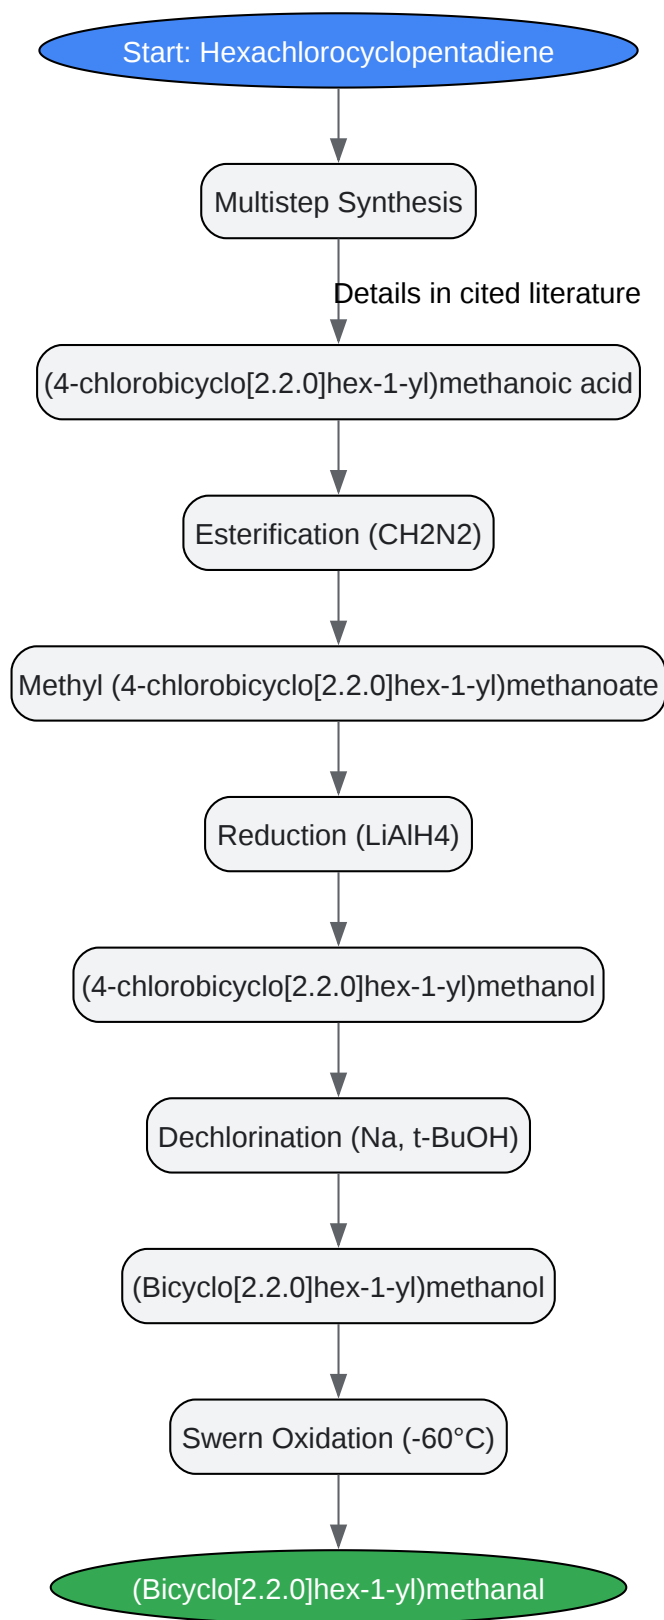 Start: Hexachlorocyclopentadiene
Multistep Synthesis
Details in cited literature
(4-chlorobicyclo[2.2.0]hex-1-yl)methanoic acid
Esterification (CH2N2)
Methyl (4-chlorobicyclo[2.2.0]hex-1-yl)methanoate
Reduction (LiAlH4)
(4-chlorobicyclo[2.2.0]hex-1-yl)methanol
Dechlorination (Na, t-BuOH)
(Bicyclo[2.2.0]hex-1-yl)methanol
Swern Oxidation (-60°C)
(Bicyclo[2.2.0]hex-1-yl)methanal